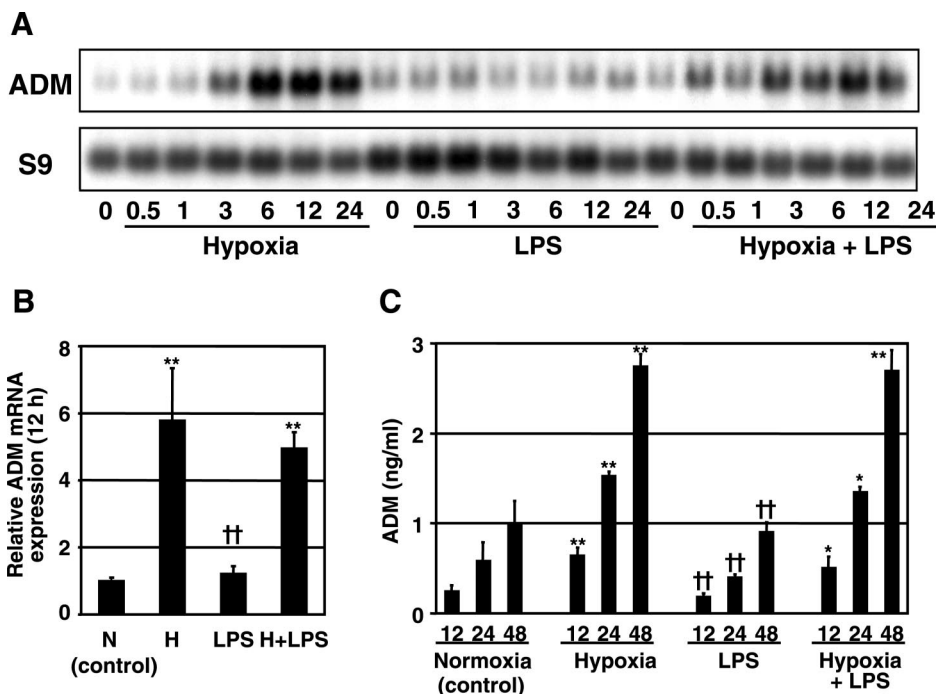 A
ADM
S9
0 0.5 1 3 6 12 24 0 0.5 1 3 6 12 24 0 0.5 1 3 6 12 24
Hypoxia LPS Hypoxia + LPS
B
8
6
4
2
0
Relative ADM mRNA
expression (12 h)
**
††
**
N H LPS H+LPS
(control)
C
3
2
1
0
ADM (ng/ml)
** ** **
†† †† ††
* * **
12 24 48 12 24 48 12 24 48 12 24 48
Normoxia Hypoxia LPS Hypoxia
(control) + LPS